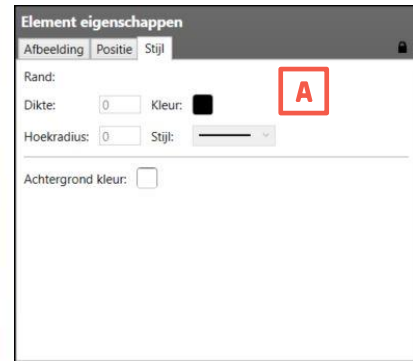 Element eigenschappen
Afbeelding Positie Stijl
Rand:
Dikte: 0 Kleur:
A
Hoekradius: 0 Stijl:
Achtergrond kleur: